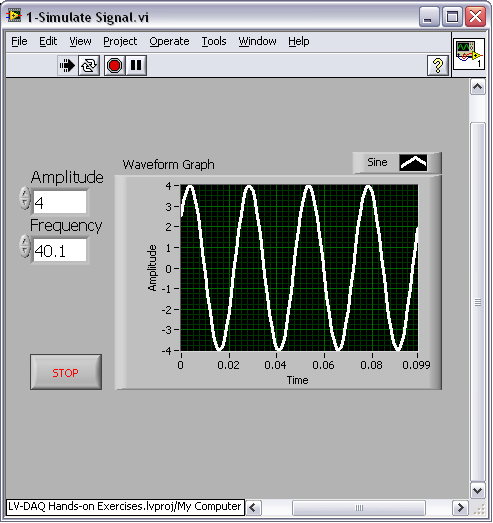 1-Simulate Signal.vi
File Edit View Project Operate Tools Window Help
?
1
Amplitude
4
Frequency
40.1
STOP
Waveform Graph
Sine
Amplitude
4
3
2
1
0
-1
-2
-3
-4
0 0.02 0.04 0.06 0.08 0.099
Time
LV-DAQ Hands-on Exercises.lvproj/My Computer